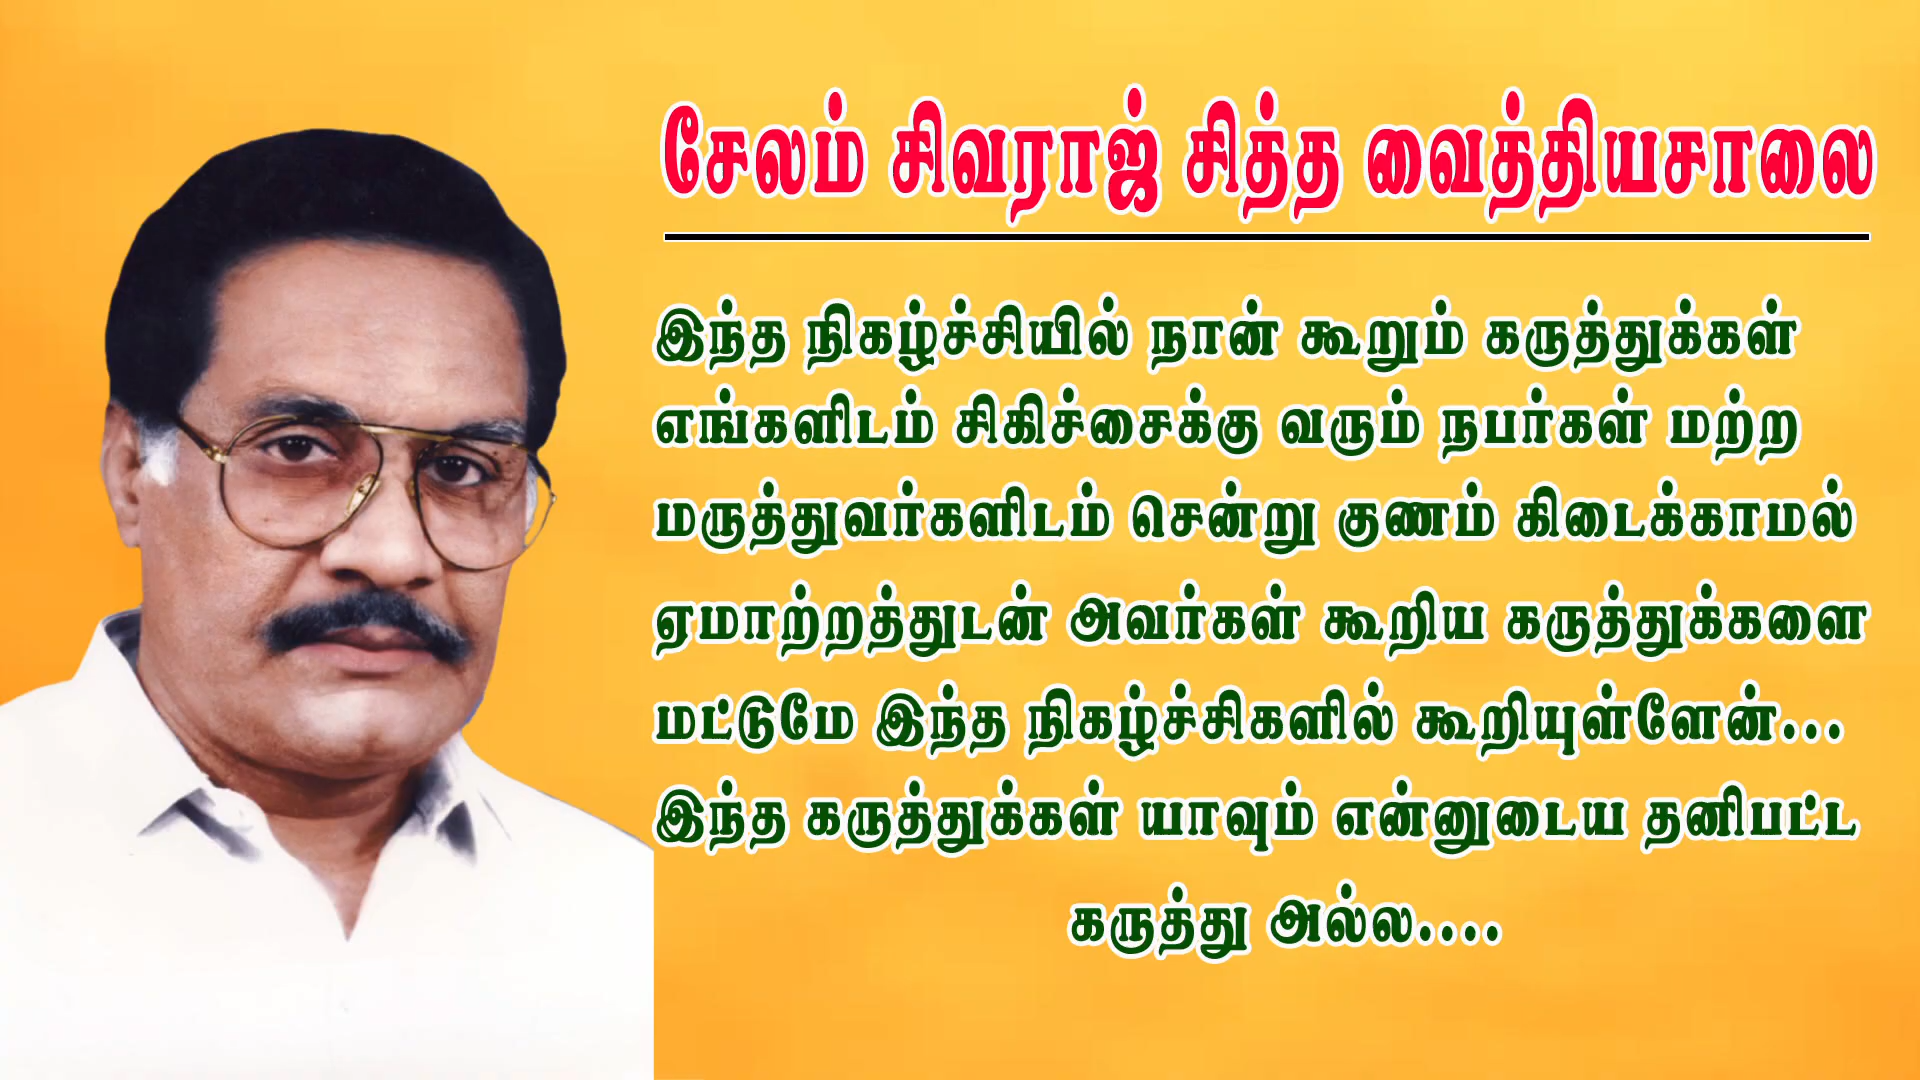 சேலம் சிவராஜ் சித்த வைத்தியசாலை
இந்த நிகழ்ச்சியில் நான் கூறும் கருத்துக்கள்
எங்களிடம் சிகிச்சைக்கு வரும் நபர்கள் மற்ற
மருத்துவர்களிடம் சென்று குணம் கிடைக்காமல்
ஏமாற்றத்துடன் அவர்கள் கூறிய கருத்துக்களை
மட்டுமே இந்த நிகழ்ச்சிகளில் கூறியுள்ளேன்...
இந்த கருத்துக்கள் யாவும் என்னுடைய தனிபட்ட
கருத்து அல்ல....